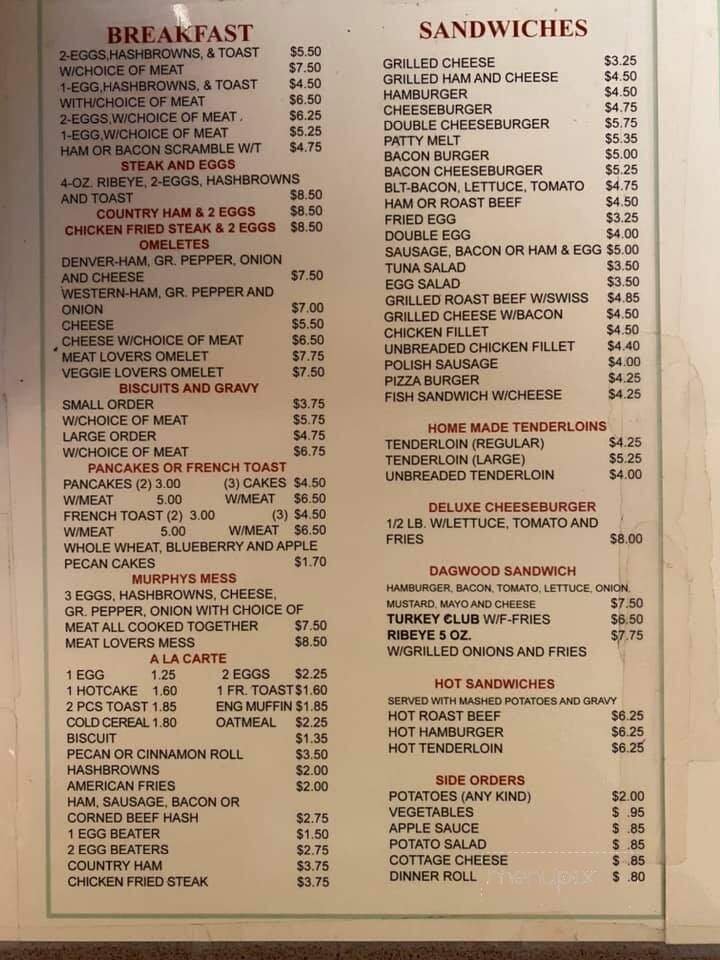 BREAKFAST
2-EGGS,HASHBROWNS, & TOAST $5.50
W/CHOICE OF MEAT $7.50
1-EGG,HASHBROWNS, & TOAST $4.50
WITH/CHOICE OF MEAT $6.50
2-EGGS,W/CHOICE OF MEAT. $6.25
1-EGG,W/CHOICE OF MEAT $5.25
HAM OR BACON SCRAMBLE W/T $4.75
STEAK AND EGGS
4-OZ. RIBEYE, 2-EGGS, HASHBROWNS
AND TOAST $8.50
COUNTRY HAM & 2 EGGS $8.50
CHICKEN FRIED STEAK & 2 EGGS $8.50
OMELETES
DENVER-HAM, GR. PEPPER, ONION
AND CHEESE $7.50
WESTERN-HAM, GR. PEPPER AND
ONION $7.00
CHEESE $5.50
CHEESE W/CHOICE OF MEAT $6.50
MEAT LOVERS OMELET $7.75
VEGGIE LOVERS OMELET $7.50
BISCUITS AND GRAVY
SMALL ORDER $3.75
W/CHOICE OF MEAT $5.75
LARGE ORDER $4.75
W/CHOICE OF MEAT $6.75
PANCAKES OR FRENCH TOAST
PANCAKES (2) 3.00 (3) CAKES $4.50
W/MEAT 5.00 W/MEAT $6.50
FRENCH TOAST (2) 3.00 (3) $4.50
W/MEAT 5.00 W/MEAT $6.50
WHOLE WHEAT, BLUEBERRY AND APPLE
PECAN CAKES $1.70
MURPHYS MESS
3 EGGS, HASHBROWNS, CHEESE,
GR. PEPPER, ONION WITH CHOICE OF
MEAT ALL COOKED TOGETHER $7.50
MEAT LOVERS MESS $8.50
A LA CARTE
1 EGG 1.25 2 EGGS $2.25
1 HOTCAKE 1.60 1 FR. TOAST $1.60
2 PCS TOAST 1.85 ENG MUFFIN $1.85
COLD CEREAL 1.80 OATMEAL $2.25
BISCUIT $1.35
PECAN OR CINNAMON ROLL $3.50
HASHBROWNS $2.00
AMERICAN FRIES $2.00
HAM, SAUSAGE, BACON OR
CORNED BEEF HASH $2.75
1 EGG BEATER $1.50
2 EGG BEATERS $2.75
COUNTRY HAM $3.75
CHICKEN FRIED STEAK $3.75
SANDWICHES
GRILLED CHEESE $3.25
GRILLED HAM AND CHEESE $4.50
HAMBURGER $4.50
CHEESEBURGER $4.75
DOUBLE CHEESEBURGER $5.75
PATTY MELT $5.35
BACON BURGER $5.00
BACON CHEESEBURGER $5.25
BLT-BACON, LETTUCE, TOMATO $4.75
HAM OR ROAST BEEF $4.50
FRIED EGG $3.25
DOUBLE EGG $4.00
SAUSAGE, BACON OR HAM & EGG $5.00
TUNA SALAD $3.50
EGG SALAD $3.50
GRILLED ROAST BEEF W/SWISS $4.85
GRILLED CHEESE W/BACON $4.50
CHICKEN FILLET $4.50
UNBREADED CHICKEN FILLET $4.40
POLISH SAUSAGE $4.00
PIZZA BURGER $4.25
FISH SANDWICH W/CHEESE $4.25
HOME MADE TENDERLOINS
TENDERLOIN (REGULAR) $4.25
TENDERLOIN (LARGE) $5.25
UNBREADED TENDERLOIN $4.00
DELUXE CHEESEBURGER
1/2 LB. W/LETTUCE, TOMATO AND
FRIES $8.00
DAGWOOD SANDWICH
HAMBURGER, BACON, TOMATO, LETTUCE, ONION,
MUSTARD, MAYO AND CHEESE $7.50
TURKEY CLUB W/F-FRIES $6.50
RIBEYE 5 OZ. $7.75
W/GRILLED ONIONS AND FRIES
HOT SANDWICHES
SERVED WITH MASHED POTATOES AND GRAVY
HOT ROAST BEEF $6.25
HOT HAMBURGER $6.25
HOT TENDERLOIN $6.25
SIDE ORDERS
POTATOES (ANY KIND) $2.00
VEGETABLES $ .95
APPLE SAUCE $ .85
POTATO SALAD $ .85
COTTAGE CHEESE $ .85
DINNER ROLL $ .80
menupix